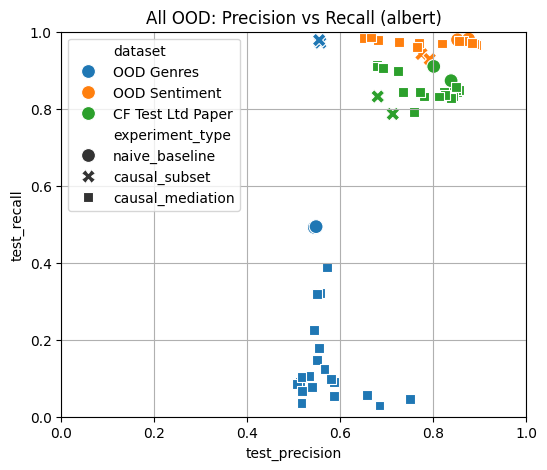 All OOD: Precision vs Recall (albert)
1.0
0.8
0.6
0.4
0.2
0.0
test_recall
dataset
OOD Genres
OOD Sentiment
CF Test Ltd Paper
experiment_type
naive_baseline
causal_subset
causal_mediation
0.0 0.2 0.4 0.6 0.8 1.0
test_precision